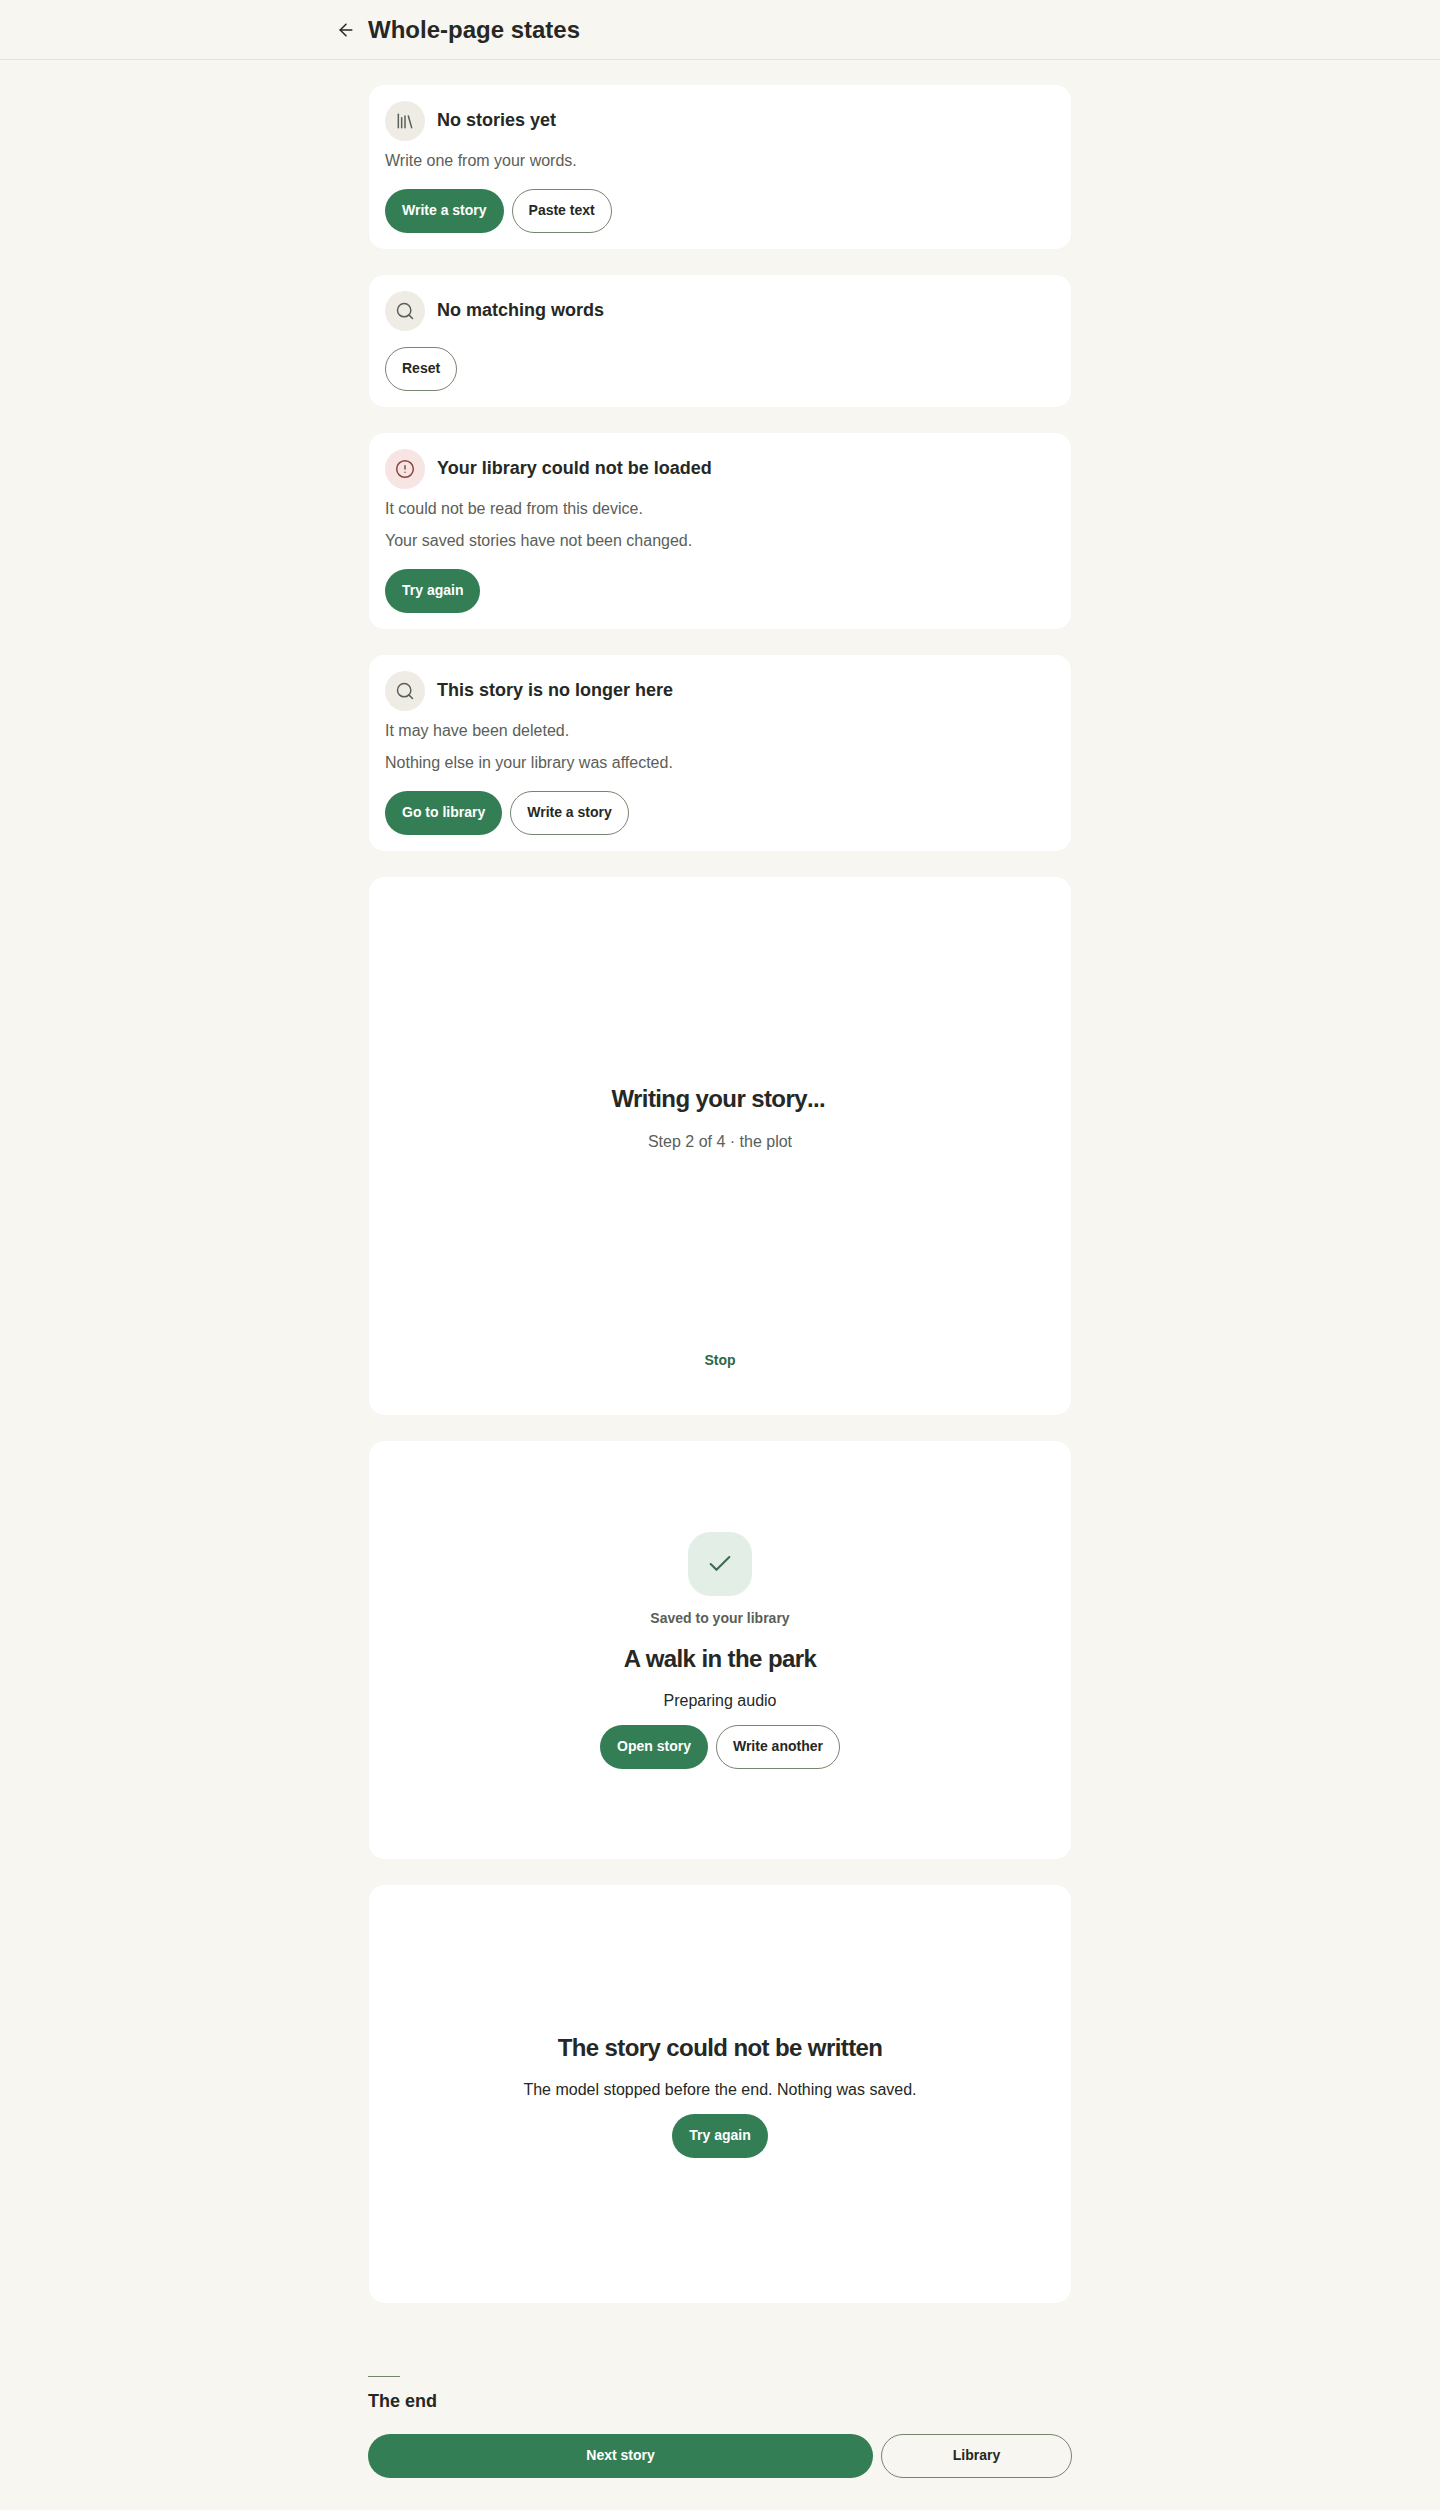 Whole-page states
No stories yet
Write one from your words.
Write a story
Paste text
No matching words
Reset
Your library could not be loaded
It could not be read from this device.
Your saved stories have not been changed.
Try again
This story is no longer here
It may have been deleted.
Nothing else in your library was affected.
Go to library
Write a story
Writing your story...
Step 2 of 4 · the plot
Stop
Saved to your library
A walk in the park
Preparing audio
Open story
Write another
The story could not be written
The model stopped before the end. Nothing was saved.
Try again
The end
Next story
Library